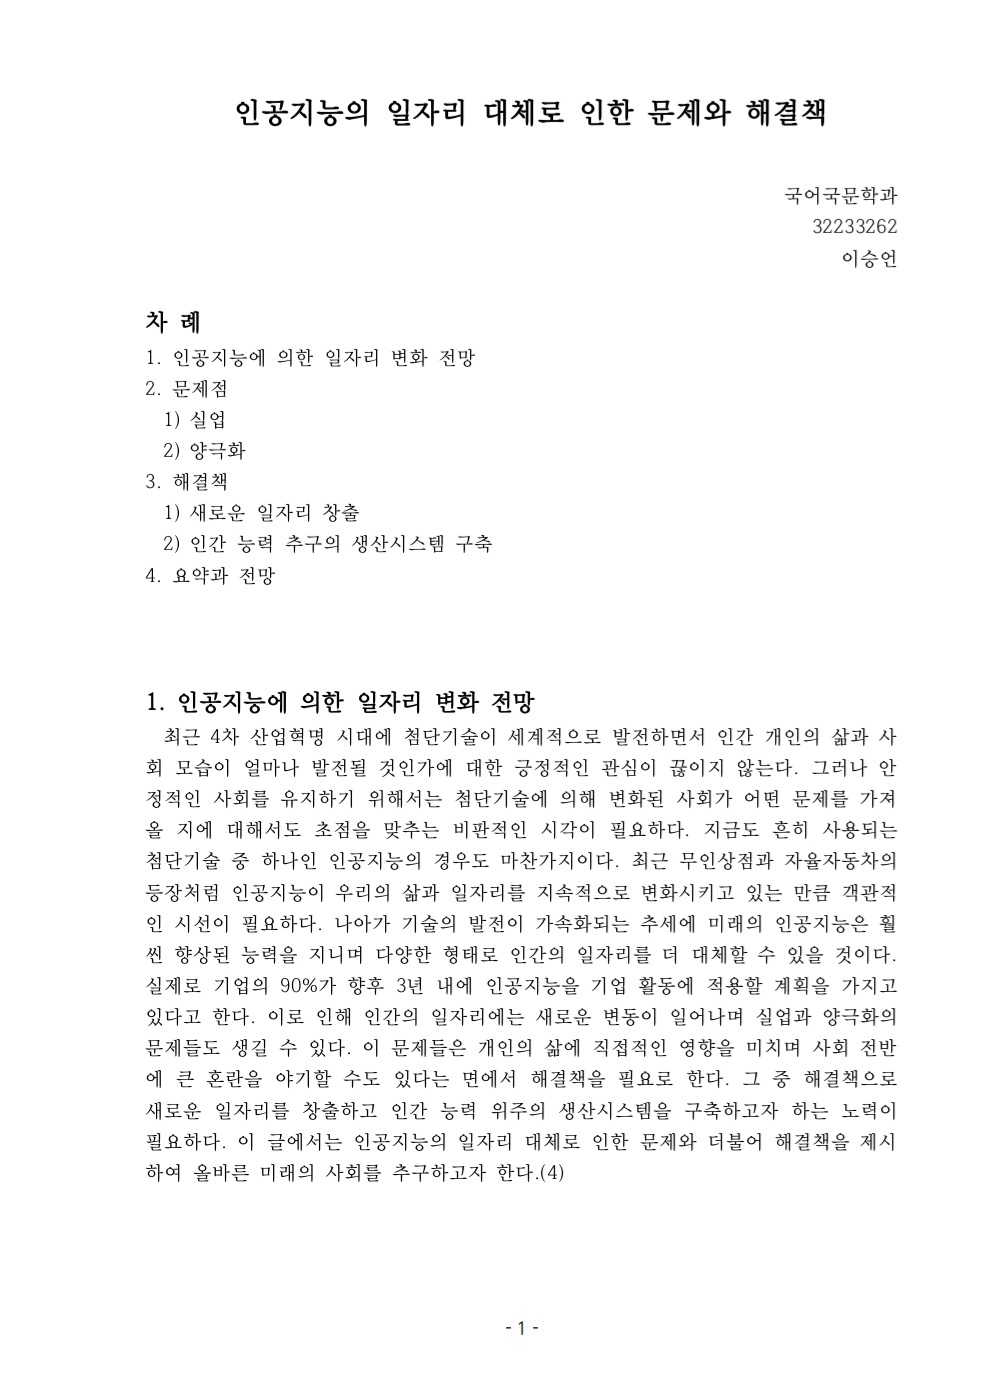 인공지능의 일자리 대체로 인한 문제와 해결책
국어국문학과
32233262
이승언
차 례
1. 인공지능에 의한 일자리 변화 전망
2. 문제점
1) 실업
2) 양극화
3. 해결책
1) 새로운 일자리 창출
2) 인간 능력 추구의 생산시스템 구축
4. 요약과 전망
1. 인공지능에 의한 일자리 변화 전망
최근 4차 산업혁명 시대에 첨단기술이 세계적으로 발전하면서 인간 개인의 삶과 사
회 모습이 얼마나 발전될 것인가에 대한 긍정적인 관심이 끊이지 않는다. 그러나 안
정적인 사회를 유지하기 위해서는 첨단기술에 의해 변화된 사회가 어떤 문제를 가져
올 지에 대해서도 초점을 맞추는 비판적인 시각이 필요하다. 지금도 흔히 사용되는
첨단기술 중 하나인 인공지능의 경우도 마찬가지이다. 최근 무인상점과 자율자동차의
등장처럼 인공지능이 우리의 삶과 일자리를 지속적으로 변화시키고 있는 만큼 객관적
인 시선이 필요하다. 나아가 기술의 발전이 가속화되는 추세에 미래의 인공지능은 훨
씬 향상된 능력을 지니며 다양한 형태로 인간의 일자리를 더 대체할 수 있을 것이다.
실제로 기업의 90%가 향후 3년 내에 인공지능을 기업 활동에 적용할 계획을 가지고
있다고 한다. 이로 인해 인간의 일자리에는 새로운 변동이 일어나며 실업과 양극화의
문제들도 생길 수 있다. 이 문제들은 개인의 삶에 직접적인 영향을 미치며 사회 전반
에 큰 혼란을 야기할 수도 있다는 면에서 해결책을 필요로 한다. 그 중 해결책으로
새로운 일자리를 창출하고 인간 능력 위주의 생산시스템을 구축하고자 하는 노력이
필요하다. 이 글에서는 인공지능의 일자리 대체로 인한 문제와 더불어 해결책을 제시
하여 올바른 미래의 사회를 추구하고자 한다.(4)
- 1 -